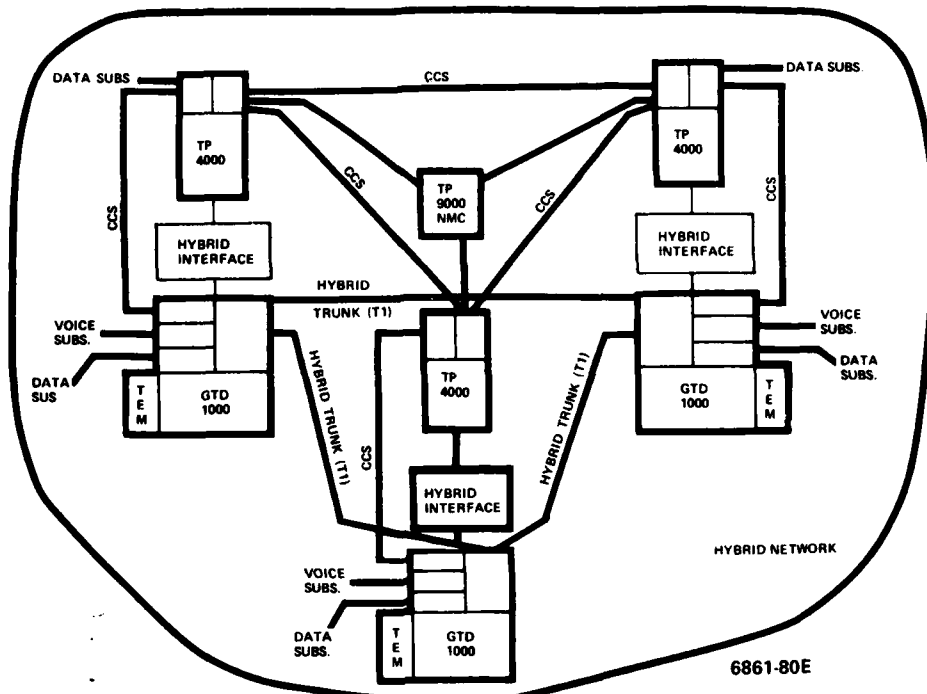 DATA SUBS
CCS
DATA SUBS.
TP
4000
TP
4000
CCS
CCS
TP
9000
NMC
CCS
CCS
HYBRID
INTERFACE
HYBRID
INTERFACE
HYBRID
TRUNK (T1)
VOICE
SUBS.
DATA
SUS
T
E
M
GTD
1000
HYBRID TRUNK (T1)
TP
4000
CCS
HYBRID TRUNK (T1)
VOICE
SUBS.
DATA
SUBS.
GTD
1000
T
E
M
HYBRID
INTERFACE
HYBRID NETWORK
VOICE
SUBS.
DATA
SUBS.
T
E
M
GTD
1000
6861-80E